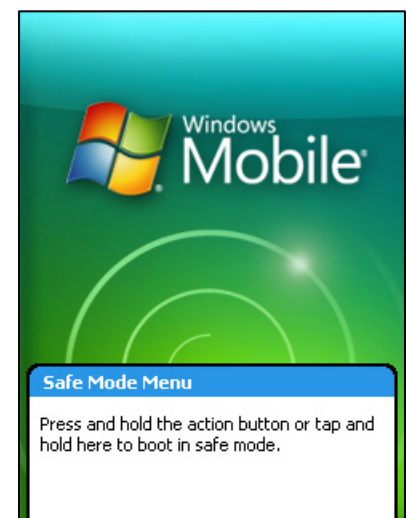 Windows
Mobile®
Safe Mode Menu
Press and hold the action button or tap and
hold here to boot in safe mode.